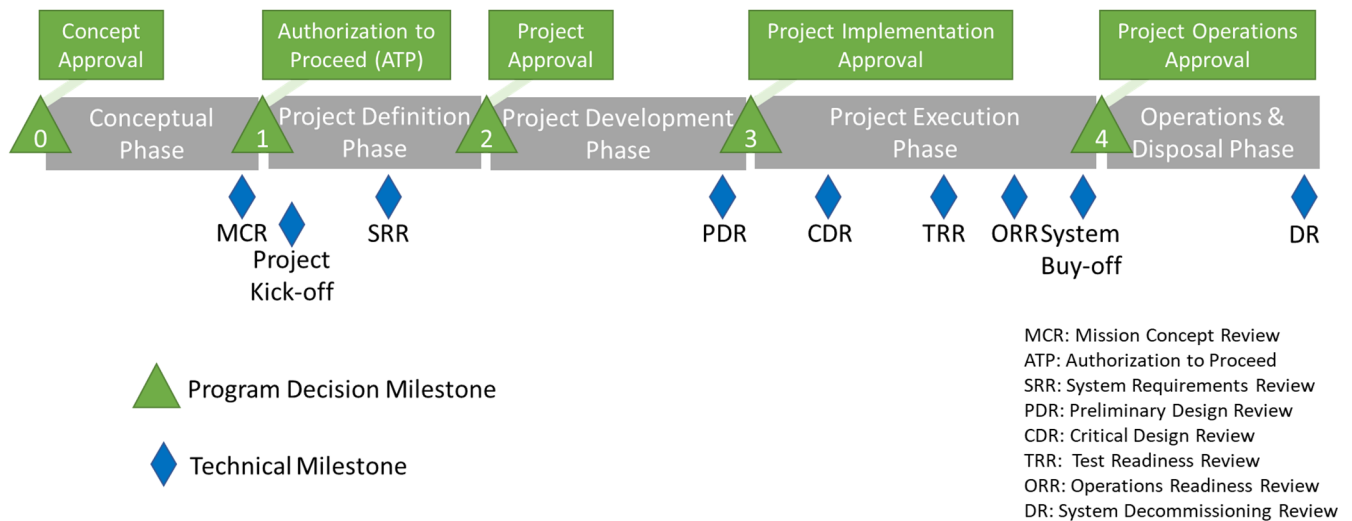 Concept
Approval
Authorization to
Proceed (ATP)
Project
Approval
Project Implementation
Approval
Project Operations
Approval
0
Conceptual
Phase
1
Project Definition
Phase
2
Project Development
Phase
3
Project Execution
Phase
4
Operations &
Disposal Phase
MCR
Project
Kick-off
SRR
PDR
CDR
TRR
ORR
System
Buy-off
DR
Program Decision Milestone
Technical Milestone
MCR: Mission Concept Review
ATP: Authorization to Proceed
SRR: System Requirements Review
PDR: Preliminary Design Review
CDR: Critical Design Review
TRR: Test Readiness Review
ORR: Operations Readiness Review
DR: System Decommissioning Review